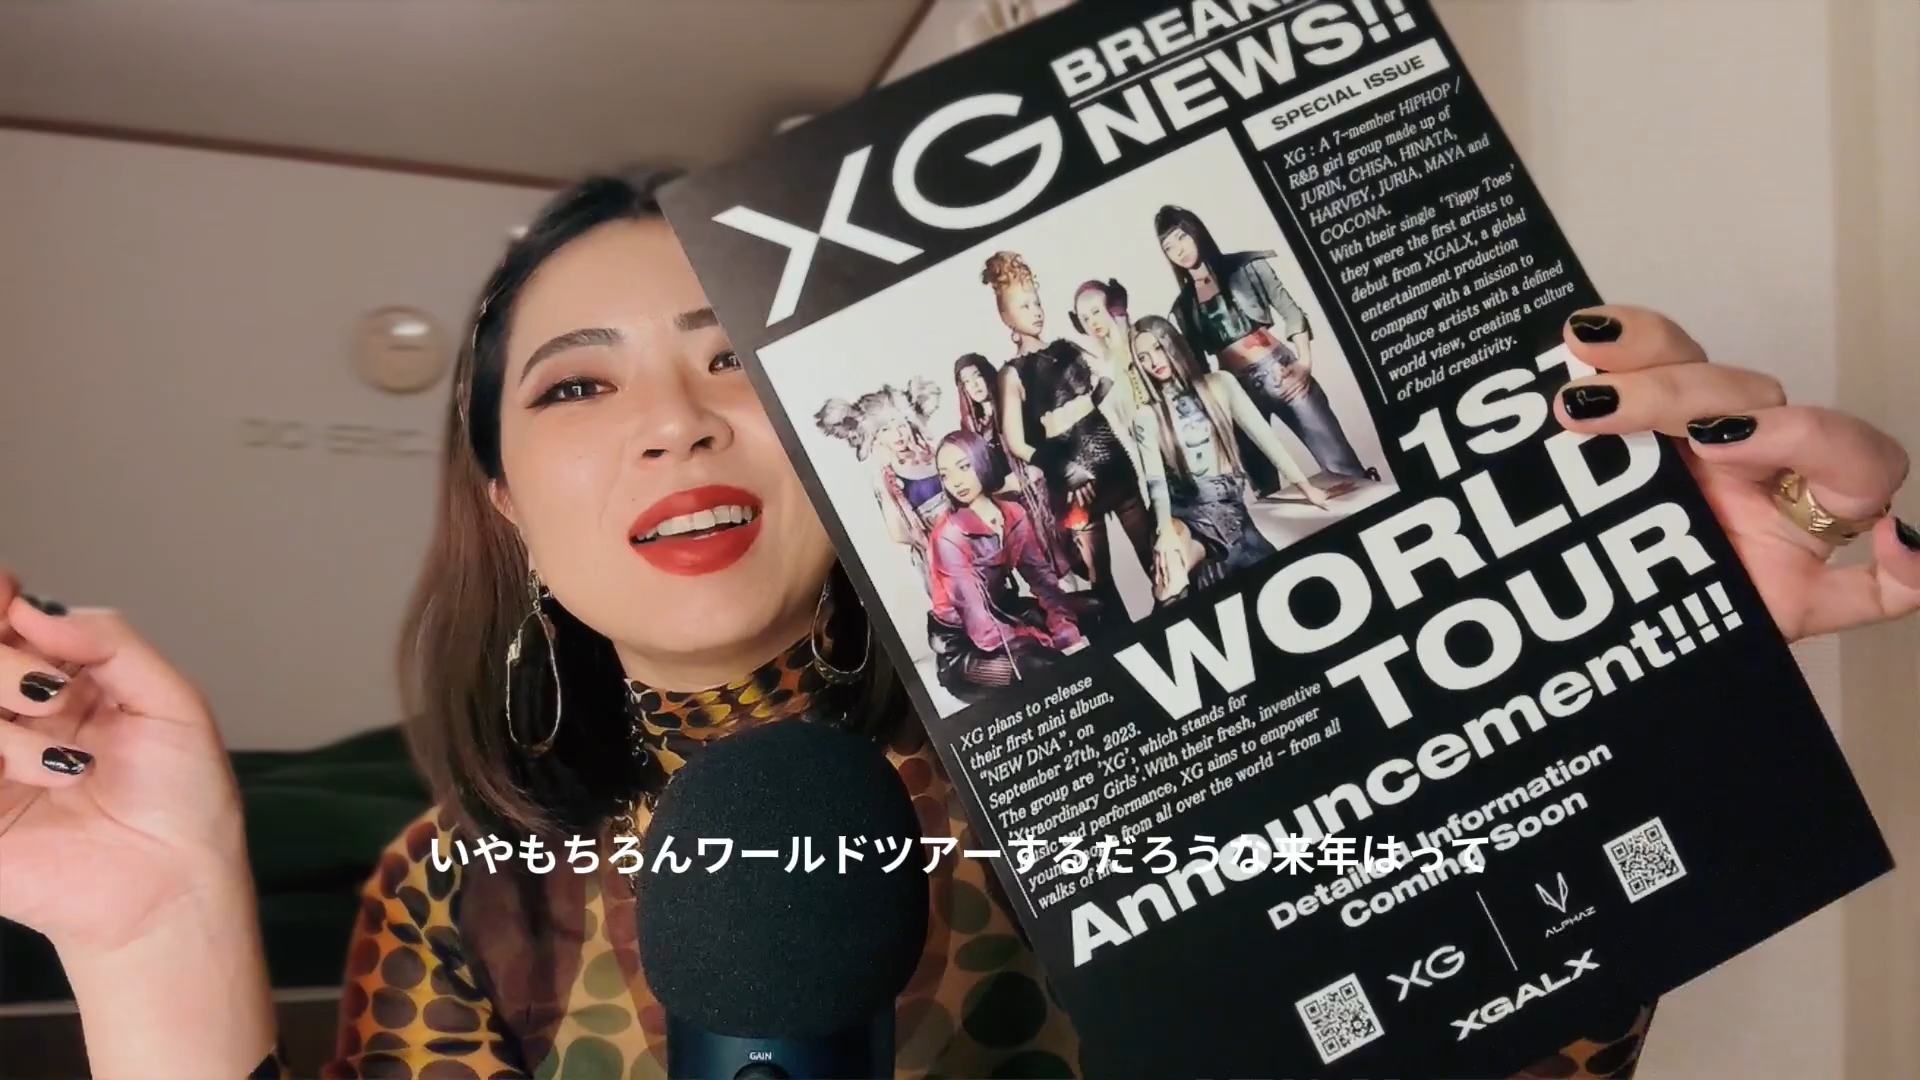 XG
NEWS!!
SPECIAL ISSUE
XG : A 7-member HIPHOP /
R&B girl group made up of
JURIN, CHISA, HINATA,
HARVEY, JURIA, MAYA and
COCONA.
With their single 'Tippy Toes'
they were the first artists to
debut from XGALX, a global
entertainment production
company with a mission to
produce artists with a defined
world view, creating a culture
of bold creativity.
1ST
WORLD
TOUR
Announcement!!!
XG plans to release
their first mini album,
"NEW DNA", on
September 27th, 2023.
The group are 'XG', which stands for
'Xtraordinary Girls'. With their fresh, inventive
and performance, XG aims to empower
from all over the world – from all
walks of
Detailed Information
Coming Soon
XG
ALPHAZ
XGALX
いやもちろんワールドツアーするだろうな来年はって
GAIN